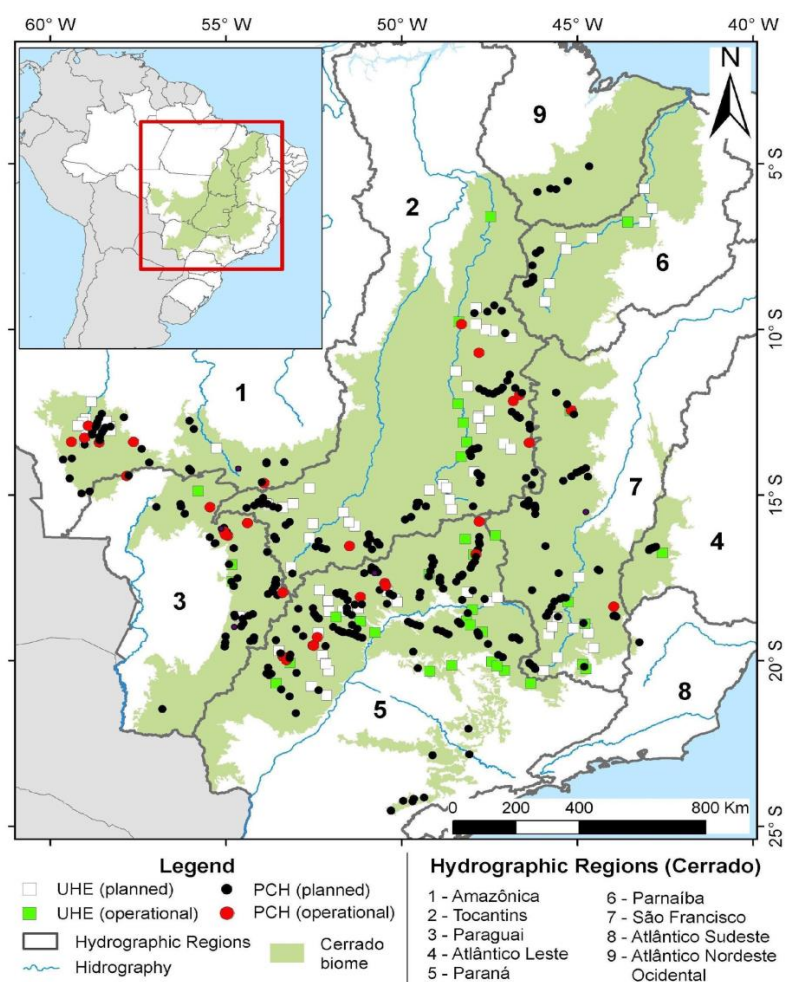 60° W 55° W 50° W 45° W 40° W
N
5°S
10°S
15°S
20°S
25°S
9
2
6
1
7
4
3
5
8
0 200 400 800 Km
Legend
UHE (planned)
PCH (planned)
UHE (operational)
PCH (operational)
Hydrographic Regions
Cerrado
biome
Hidrography
Hydrographic Regions (Cerrado)
1 - Amazônica
2 - Tocantins
3 - Paraguai
4 - Atlântico Leste
5 - Paraná
6 - Parnaíba
7 - São Francisco
8 - Atlântico Sudeste
9 - Atlântico Nordeste
Ocidental